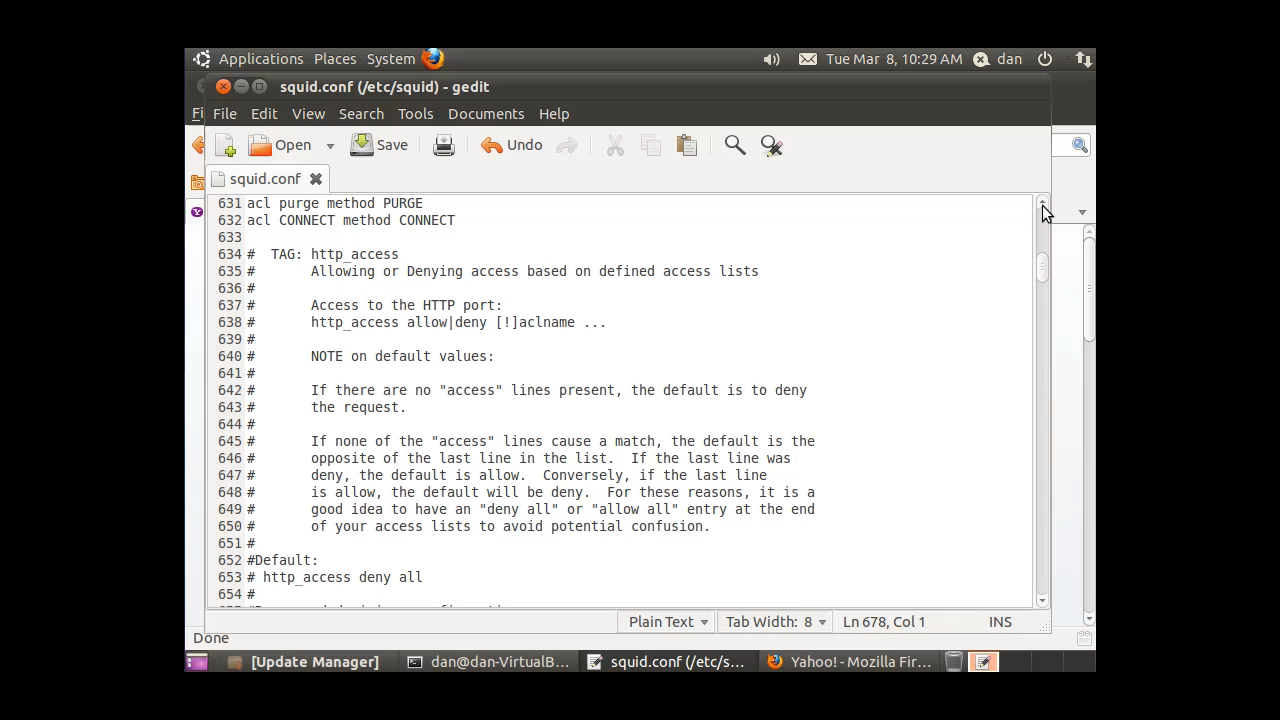 Applications Places System Tue Mar 8, 10:29 AM dan
squid.conf (/etc/squid) - gedit
Fi
File Edit View Search Tools Documents Help
Open Save Undo
squid.conf
631 acl purge method PURGE
632 acl CONNECT method CONNECT
633
634 #  TAG: http_access
635 #       Allowing or Denying access based on defined access lists
636 #
637 #       Access to the HTTP port:
638 #       http_access allow|deny [!]aclname ...
639 #
640 #       NOTE on default values:
641 #
642 #       If there are no "access" lines present, the default is to deny
643 #       the request.
644 #
645 #       If none of the "access" lines cause a match, the default is the
646 #       opposite of the last line in the list.  If the last line was
647 #       deny, the default is allow.  Conversely, if the last line
648 #       is allow, the default will be deny.  For these reasons, it is a
649 #       good idea to have an "deny all" or "allow all" entry at the end
650 #       of your access lists to avoid potential confusion.
651 #
652 #Default:
653 # http_access deny all
654 #
Plain Text Tab Width: 8 Ln 678, Col 1 INS
Done
[Update Manager] dan@dan-VirtualB... squid.conf (/etc/s... Yahoo! - Mozilla Fir...